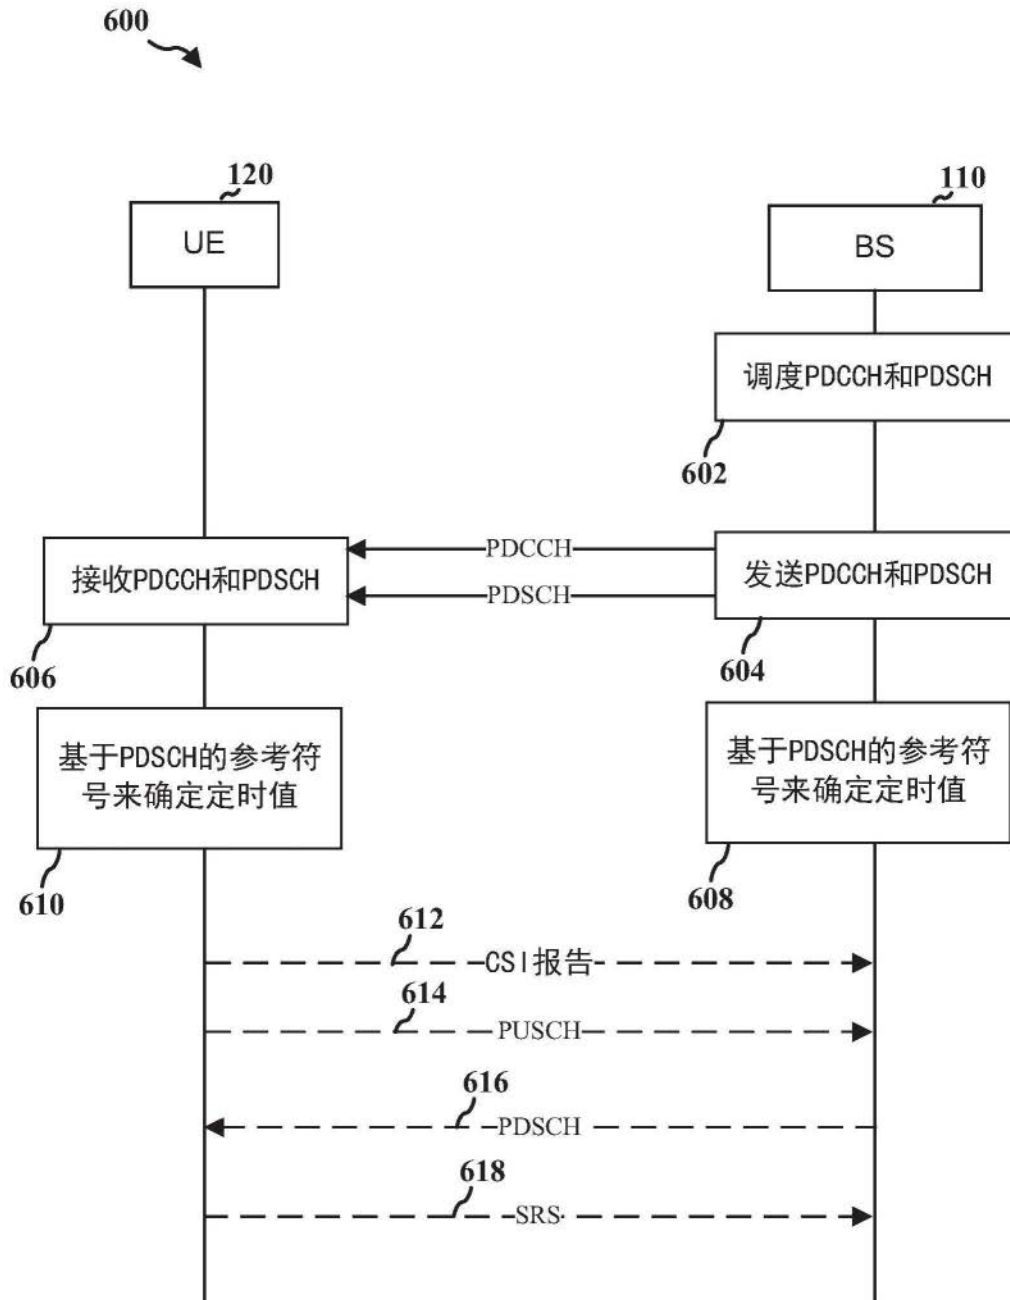 600
120
110
UE
BS
调度PDCCH和PDSCH
602
PDCCH
接收PDCCH和PDSCH
发送PDCCH和PDSCH
PDSCH
606
604
基于PDSCH的参考符
号来确定定时值
基于PDSCH的参考符
号来确定定时值
610
608
612
CSI报告
614
PUSCH
616
PDSCH
618
SRS